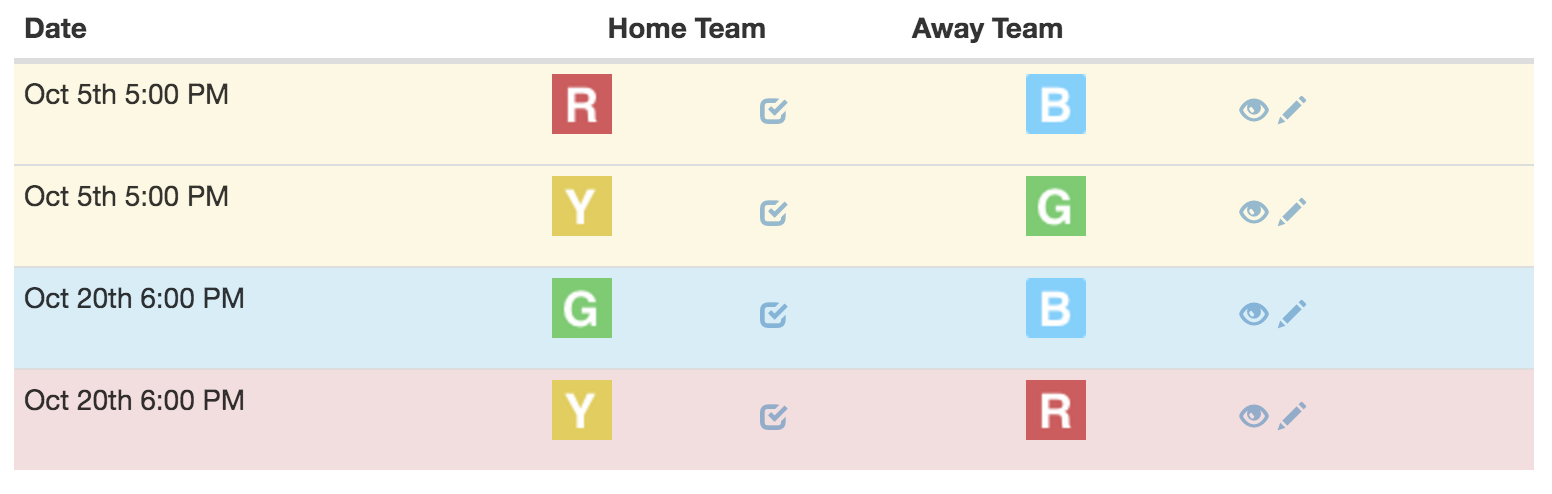 Date Home Team Away Team
Oct 5th 5:00 PM R B
Oct 5th 5:00 PM Y G
Oct 20th 6:00 PM G B
Oct 20th 6:00 PM Y R